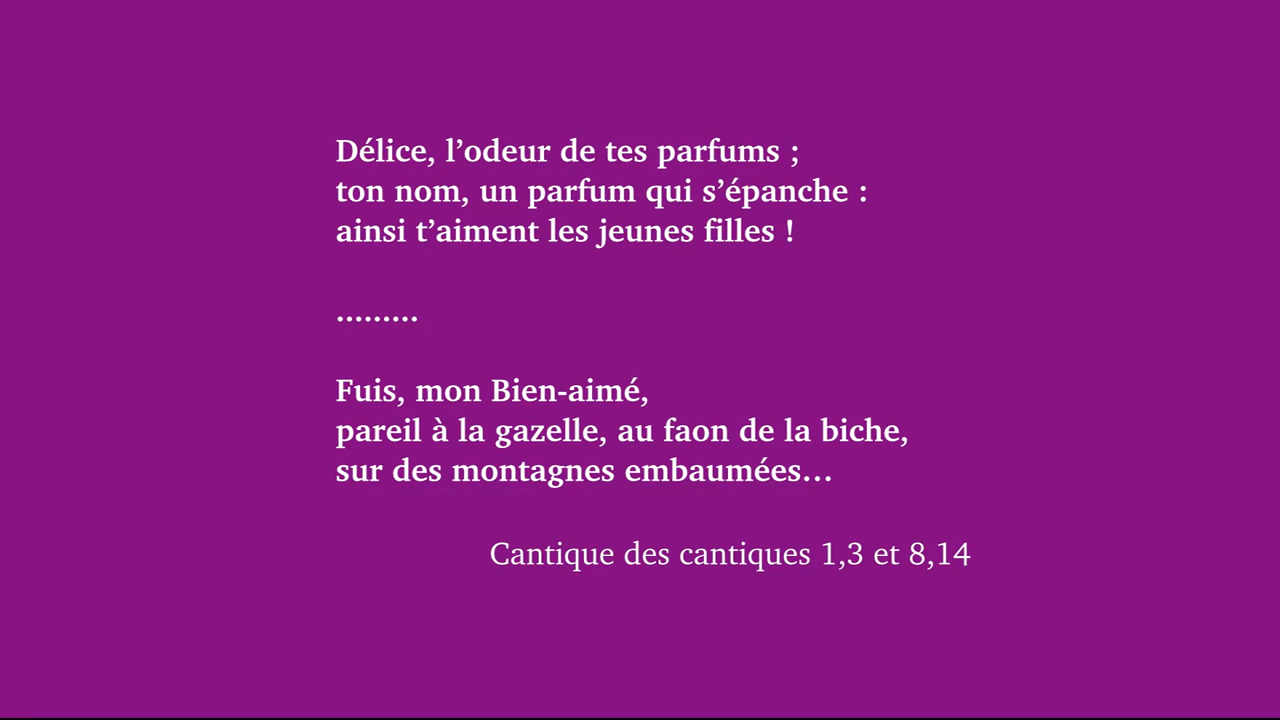 Délice, l’odeur de tes parfums ;
ton nom, un parfum qui s’épanche :
ainsi t’aiment les jeunes filles !
.........
Fuis, mon Bien-aimé,
pareil à la gazelle, au faon de la biche,
sur des montagnes embaumées…
Cantique des cantiques 1,3 et 8,14